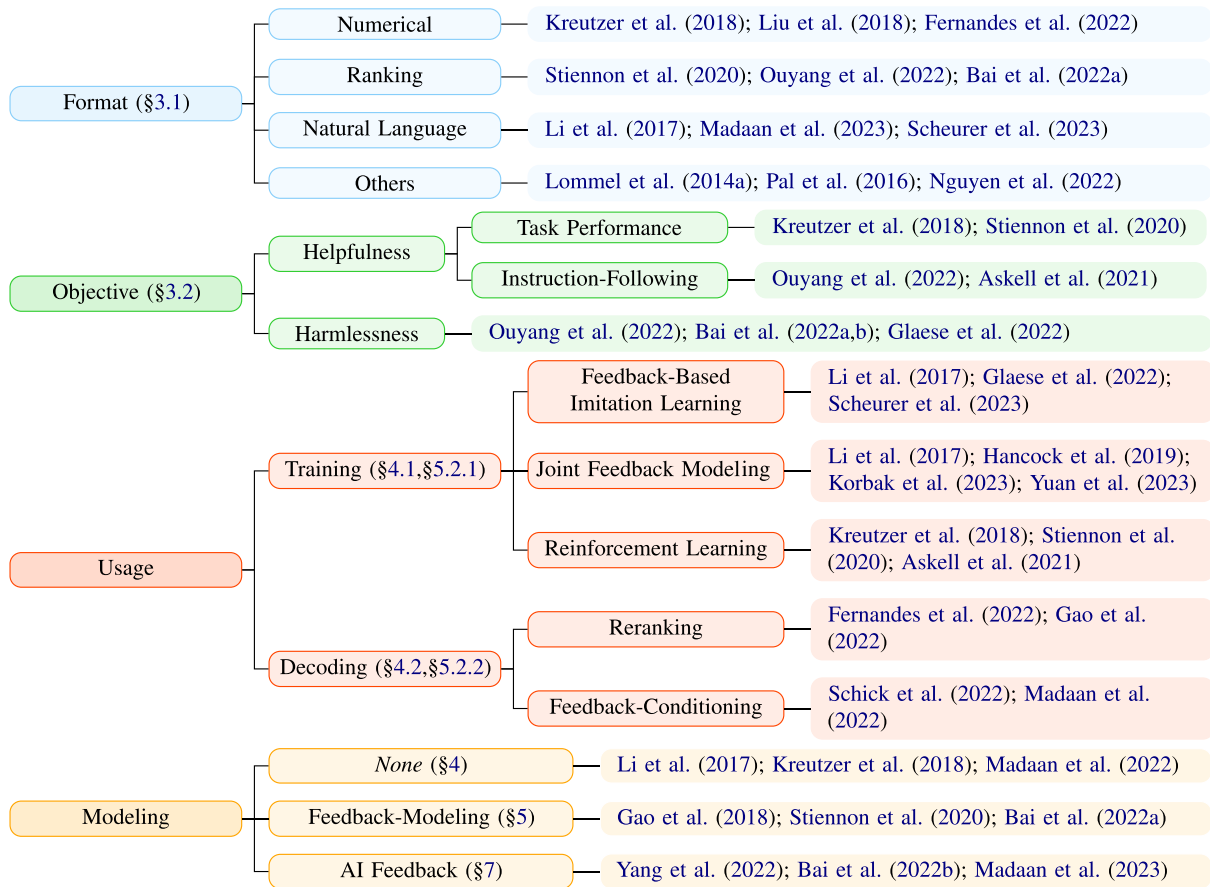 Numerical
Kreutzer et al. (2018); Liu et al. (2018); Fernandes et al. (2022)
Ranking
Stiennon et al. (2020); Ouyang et al. (2022); Bai et al. (2022a)
Format (§3.1)
Natural Language
Li et al. (2017); Madaan et al. (2023); Scheurer et al. (2023)
Others
Lommel et al. (2014a); Pal et al. (2016); Nguyen et al. (2022)
Objective (§3.2)
Helpfulness
Task Performance
Kreutzer et al. (2018); Stiennon et al. (2020)
Instruction-Following
Ouyang et al. (2022); Askell et al. (2021)
Harmlessness
Ouyang et al. (2022); Bai et al. (2022a,b); Glaese et al. (2022)
Usage
Training (§4.1,§5.2.1)
Feedback-Based
Imitation Learning
Li et al. (2017); Glaese et al. (2022);
Scheurer et al. (2023)
Joint Feedback Modeling
Li et al. (2017); Hancock et al. (2019);
Korbak et al. (2023); Yuan et al. (2023)
Reinforcement Learning
Kreutzer et al. (2018); Stiennon et al.
(2020); Askell et al. (2021)
Decoding (§4.2,§5.2.2)
Reranking
Fernandes et al. (2022); Gao et al.
(2022)
Feedback-Conditioning
Schick et al. (2022); Madaan et al.
(2022)
Modeling
None (§4)
Li et al. (2017); Kreutzer et al. (2018); Madaan et al. (2022)
Feedback-Modeling (§5)
Gao et al. (2018); Stiennon et al. (2020); Bai et al. (2022a)
AI Feedback (§7)
Yang et al. (2022); Bai et al. (2022b); Madaan et al. (2023)